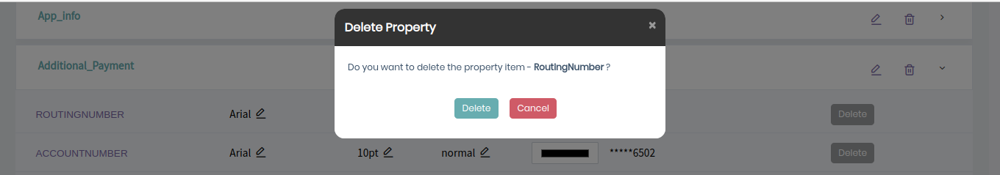 App_info
Delete Property ×
Additional_Payment
Do you want to delete the property item - RoutingNumber ?
Delete Cancel
ROUTINGNUMBER Arial Delete
ACCOUNTNUMBER Arial 10pt normal *****6502 Delete